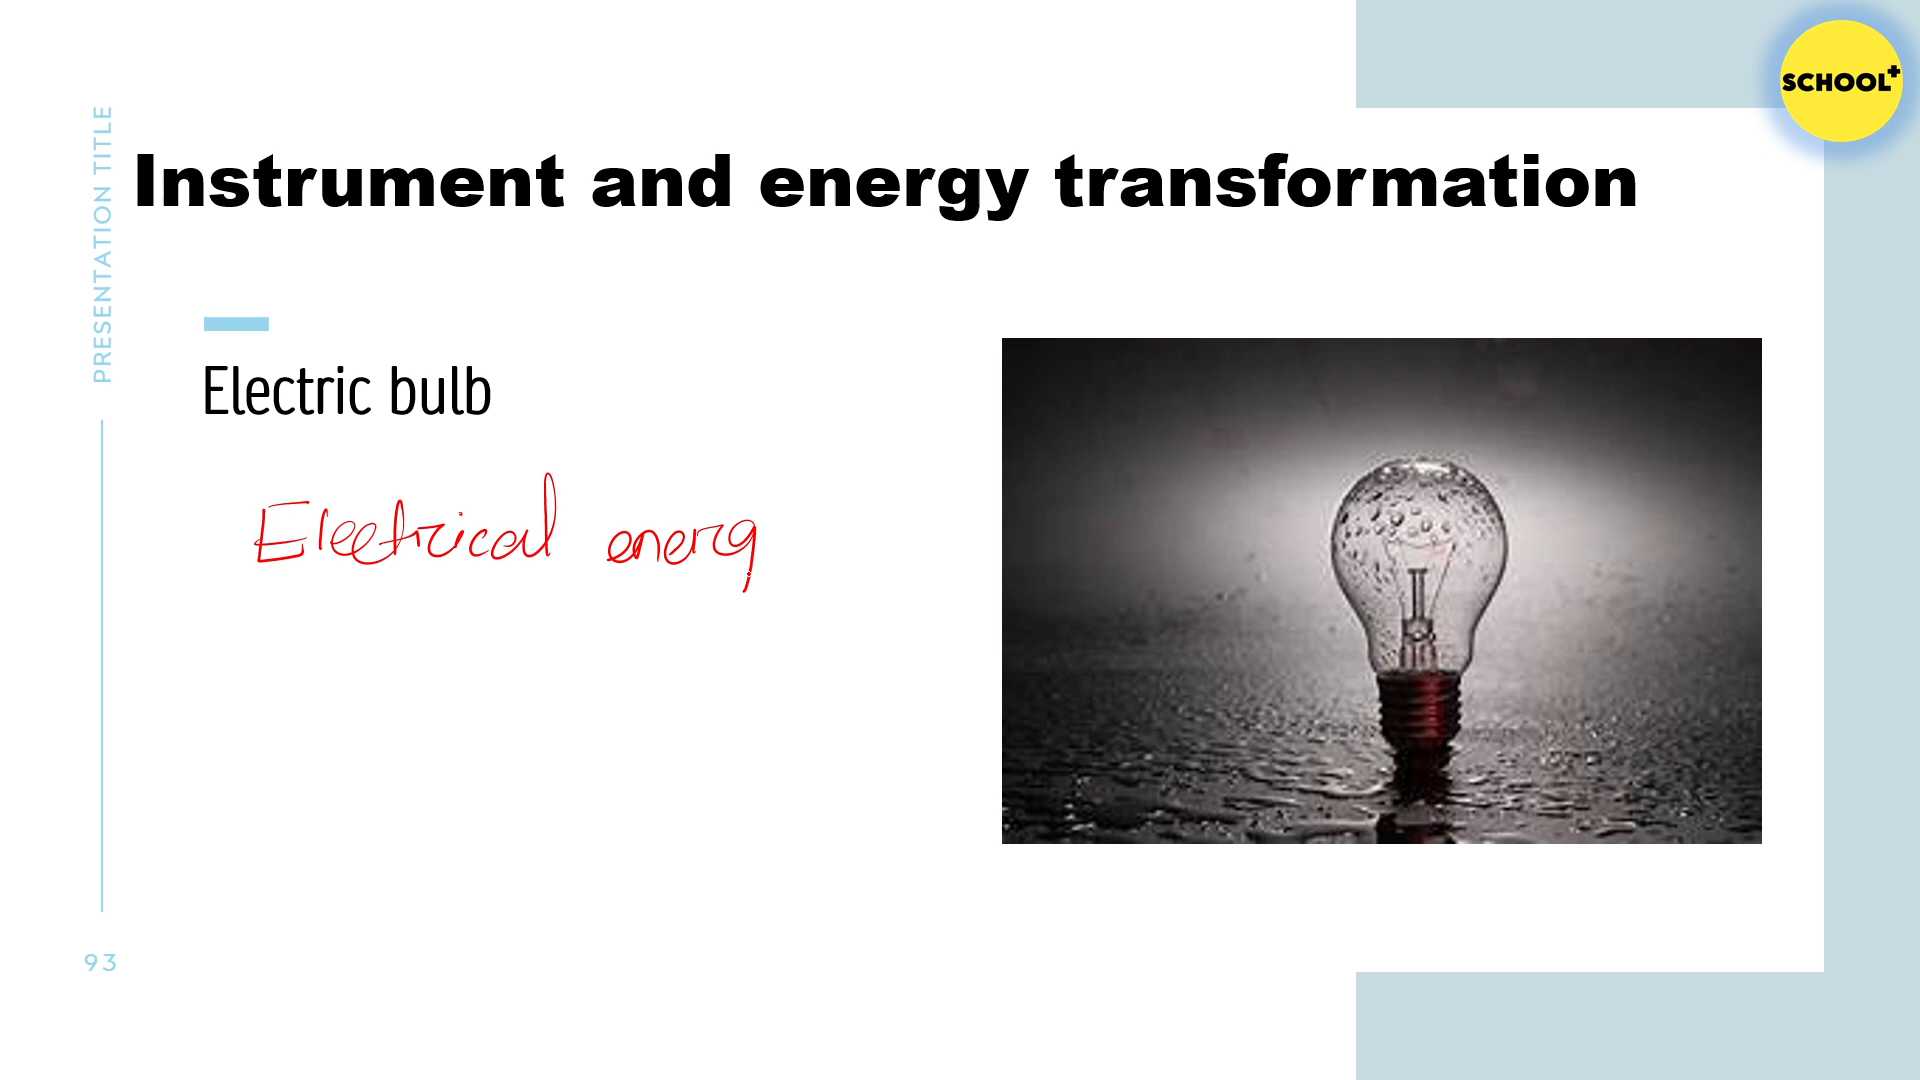 SCHOOL+
PRESENTATION TITLE
Instrument and energy transformation
Electric bulb
Electrical energ
93